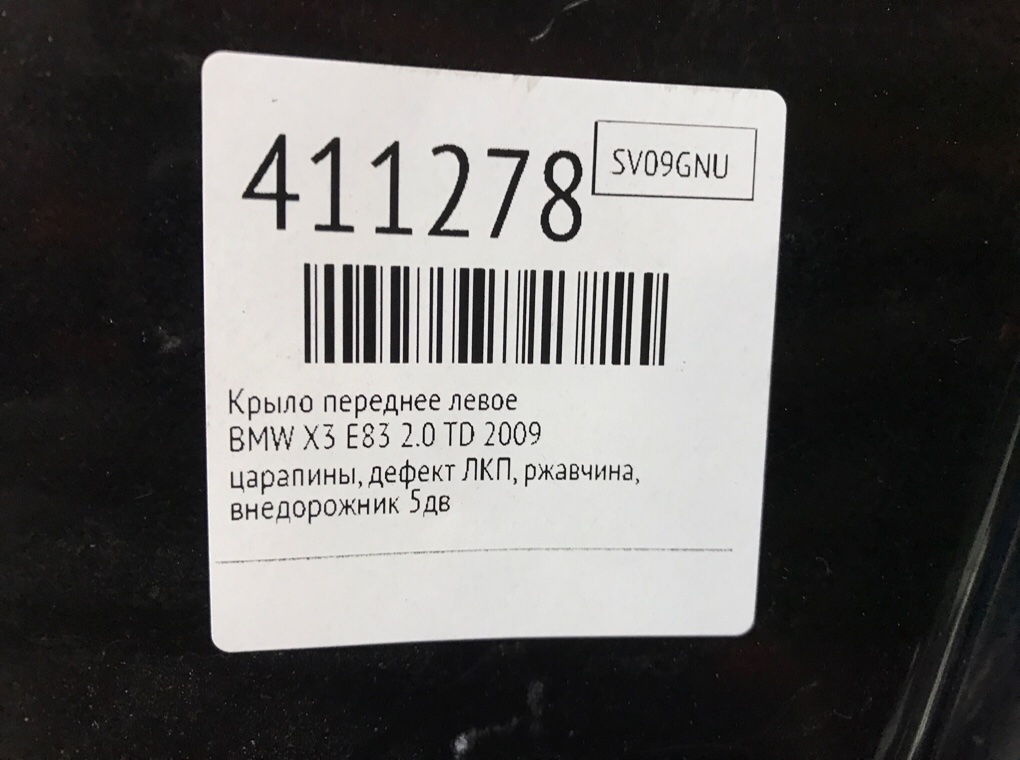 411278
SV09GNU
Крыло переднее левое
BMW X3 E83 2.0 TD 2009
царапины, дефект ЛКП, ржавчина,
внедорожник 5дв